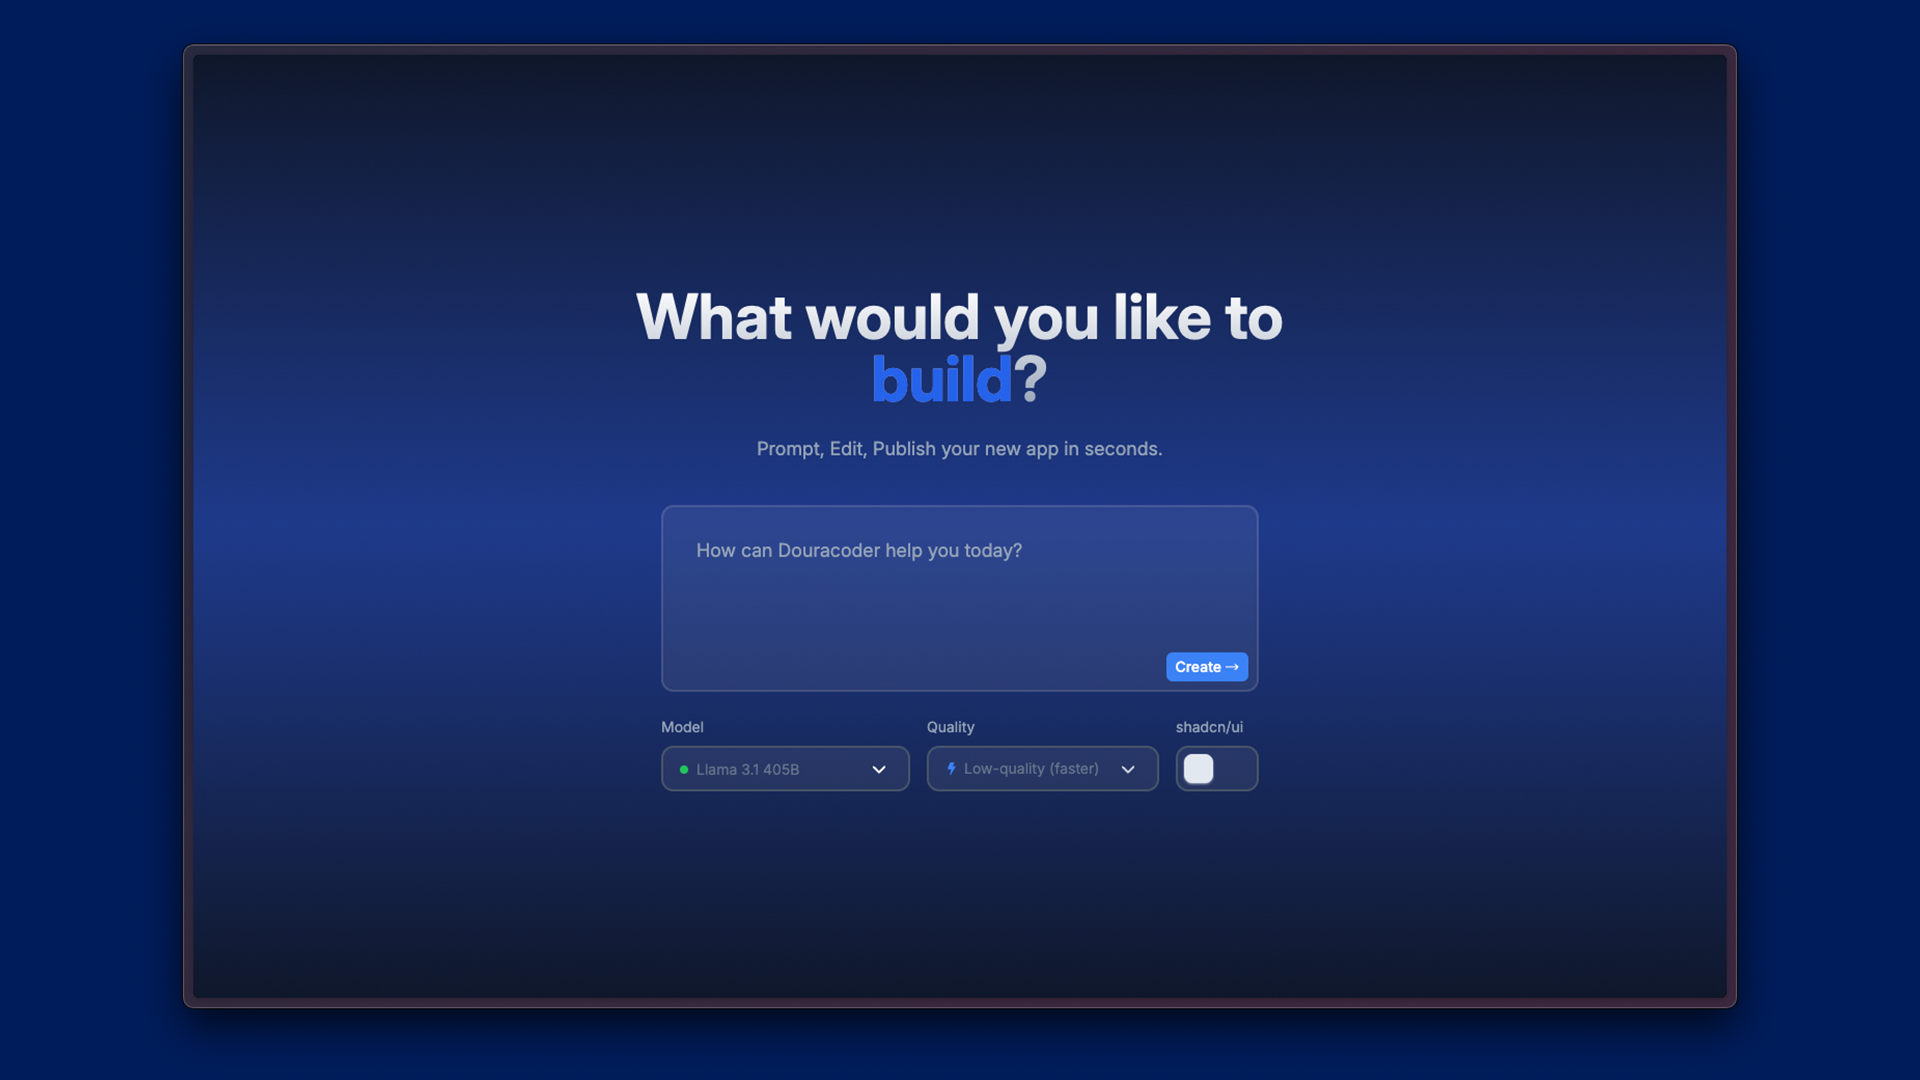 What would you like to
build?
Prompt, Edit, Publish your new app in seconds.
How can Douracoder help you today?
Create →
Model
Quality
shadcn/ui
Llama 3.1 405B
Low-quality (faster)